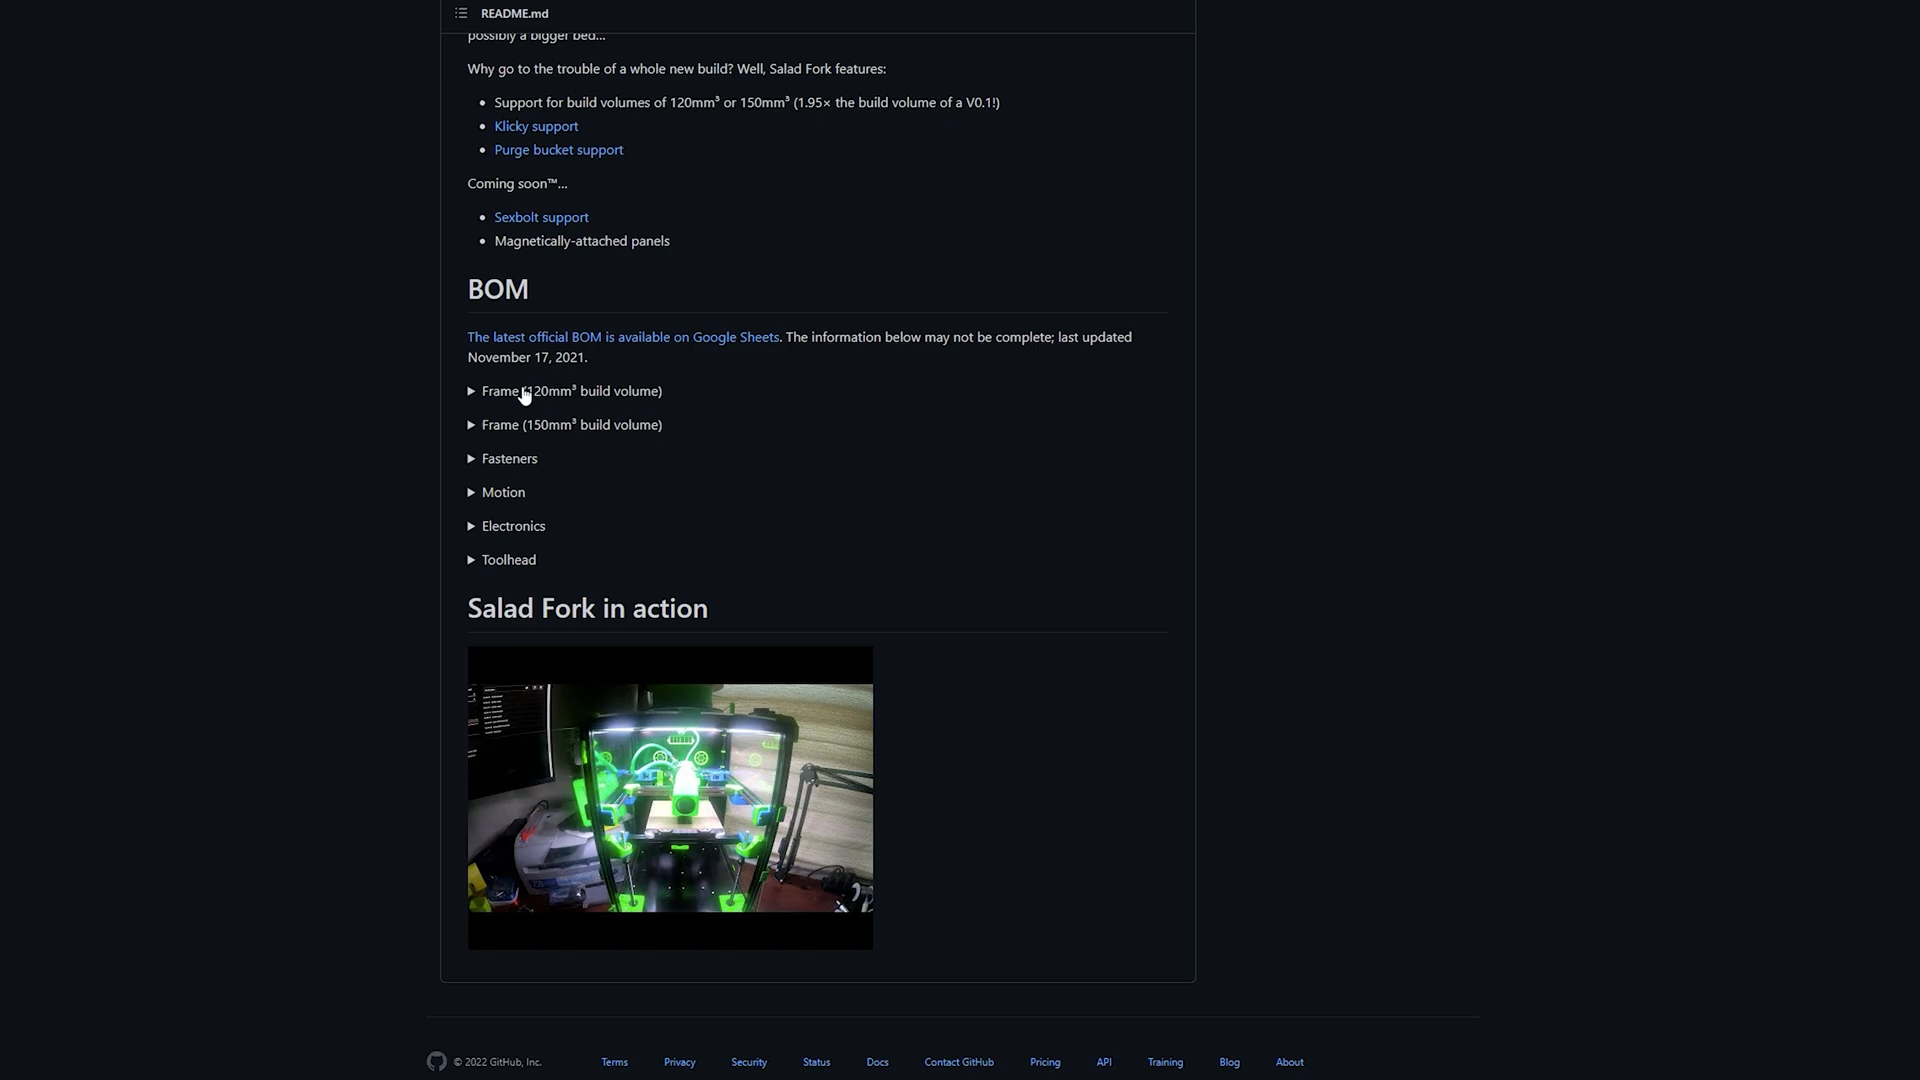 README.md
possibly a bigger bed...
Why go to the trouble of a whole new build? Well, Salad Fork features:
Support for build volumes of 120mm³ or 150mm³ (1.95× the build volume of a V0.1!)
Klicky support
Purge bucket support
Coming soon™...
Sexbolt support
Magnetically-attached panels
BOM
The latest official BOM is available on Google Sheets. The information below may not be complete; last updated
November 17, 2021.
Frame (120mm³ build volume)
Frame (150mm³ build volume)
Fasteners
Motion
Electronics
Toolhead
Salad Fork in action
© 2022 GitHub, Inc. Terms Privacy Security Status Docs Contact GitHub Pricing API Training Blog About